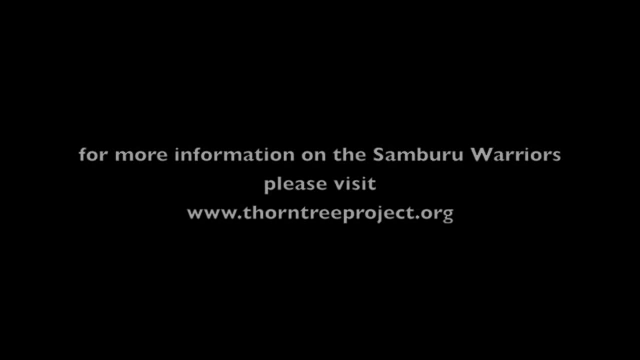 for more information on the Samburu Warriors
please visit
www.thorntreeproject.org